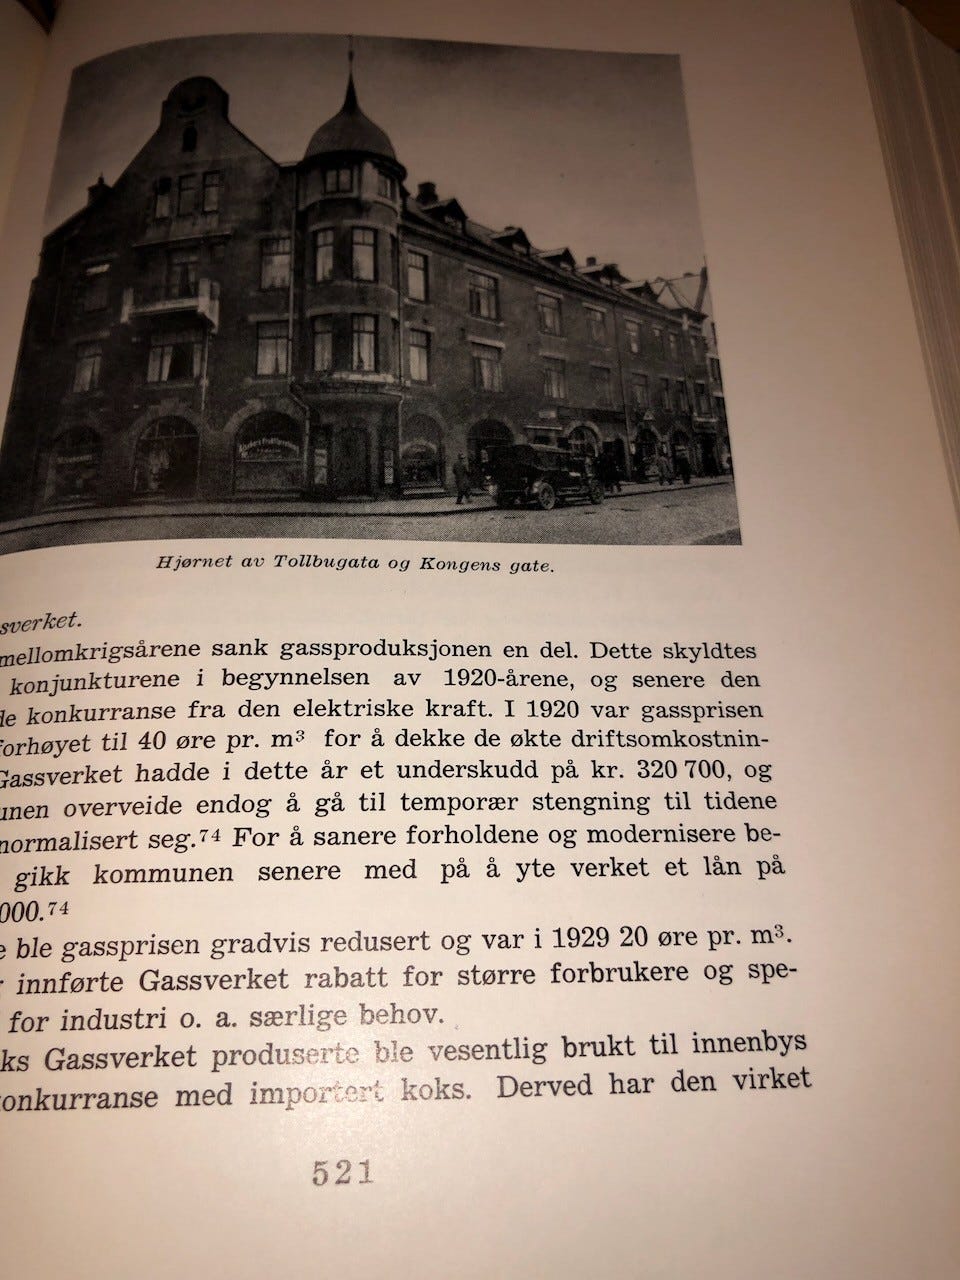 Hjørnet av Tollbugata og Kongens gate.
sverket.
mellomkrigsårene sank gassproduksjonen en del. Dette skyldtes
konjunkturene i begynnelsen av 1920-årene, og senere den
de konkurranse fra den elektriske kraft. I 1920 var gassprisen
forhøyet til 40 øre pr. m³ for å dekke de økte driftsomkostnin-
Gassverket hadde i dette år et underskudd på kr. 320 700, og
unen overveide endog å gå til temporær stengning til tidene
normalisert seg.⁷⁴ For å sanere forholdene og modernisere be-
gikk kommunen senere med på å yte verket et lån på
000.⁷⁴
e ble gassprisen gradvis redusert og var i 1929 20 øre pr. m³.
r innførte Gassverket rabatt for større forbrukere og spe-
for industri o. a. særlige behov.
ks Gassverket produserte ble vesentlig brukt til innenbys
konkurranse med importert koks. Derved har den virket
521